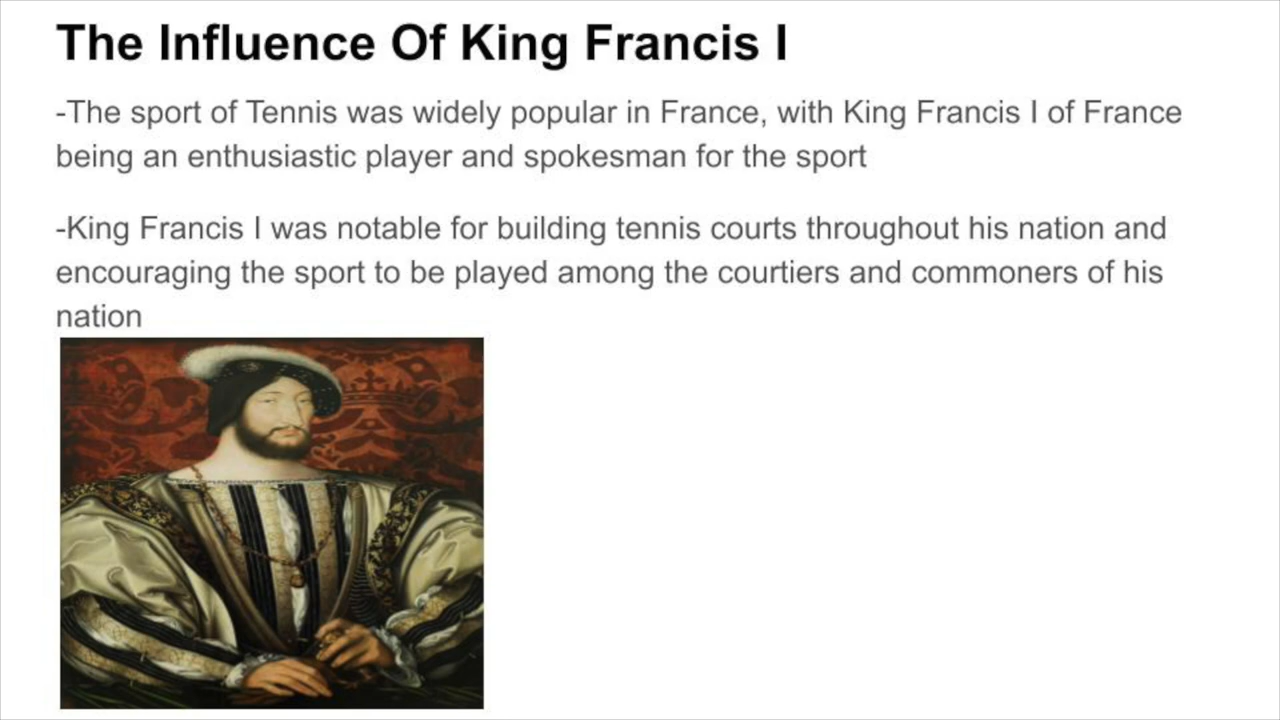 The Influence Of King Francis I
-The sport of Tennis was widely popular in France, with King Francis I of France
being an enthusiastic player and spokesman for the sport
-King Francis I was notable for building tennis courts throughout his nation and
encouraging the sport to be played among the courtiers and commoners of his
nation